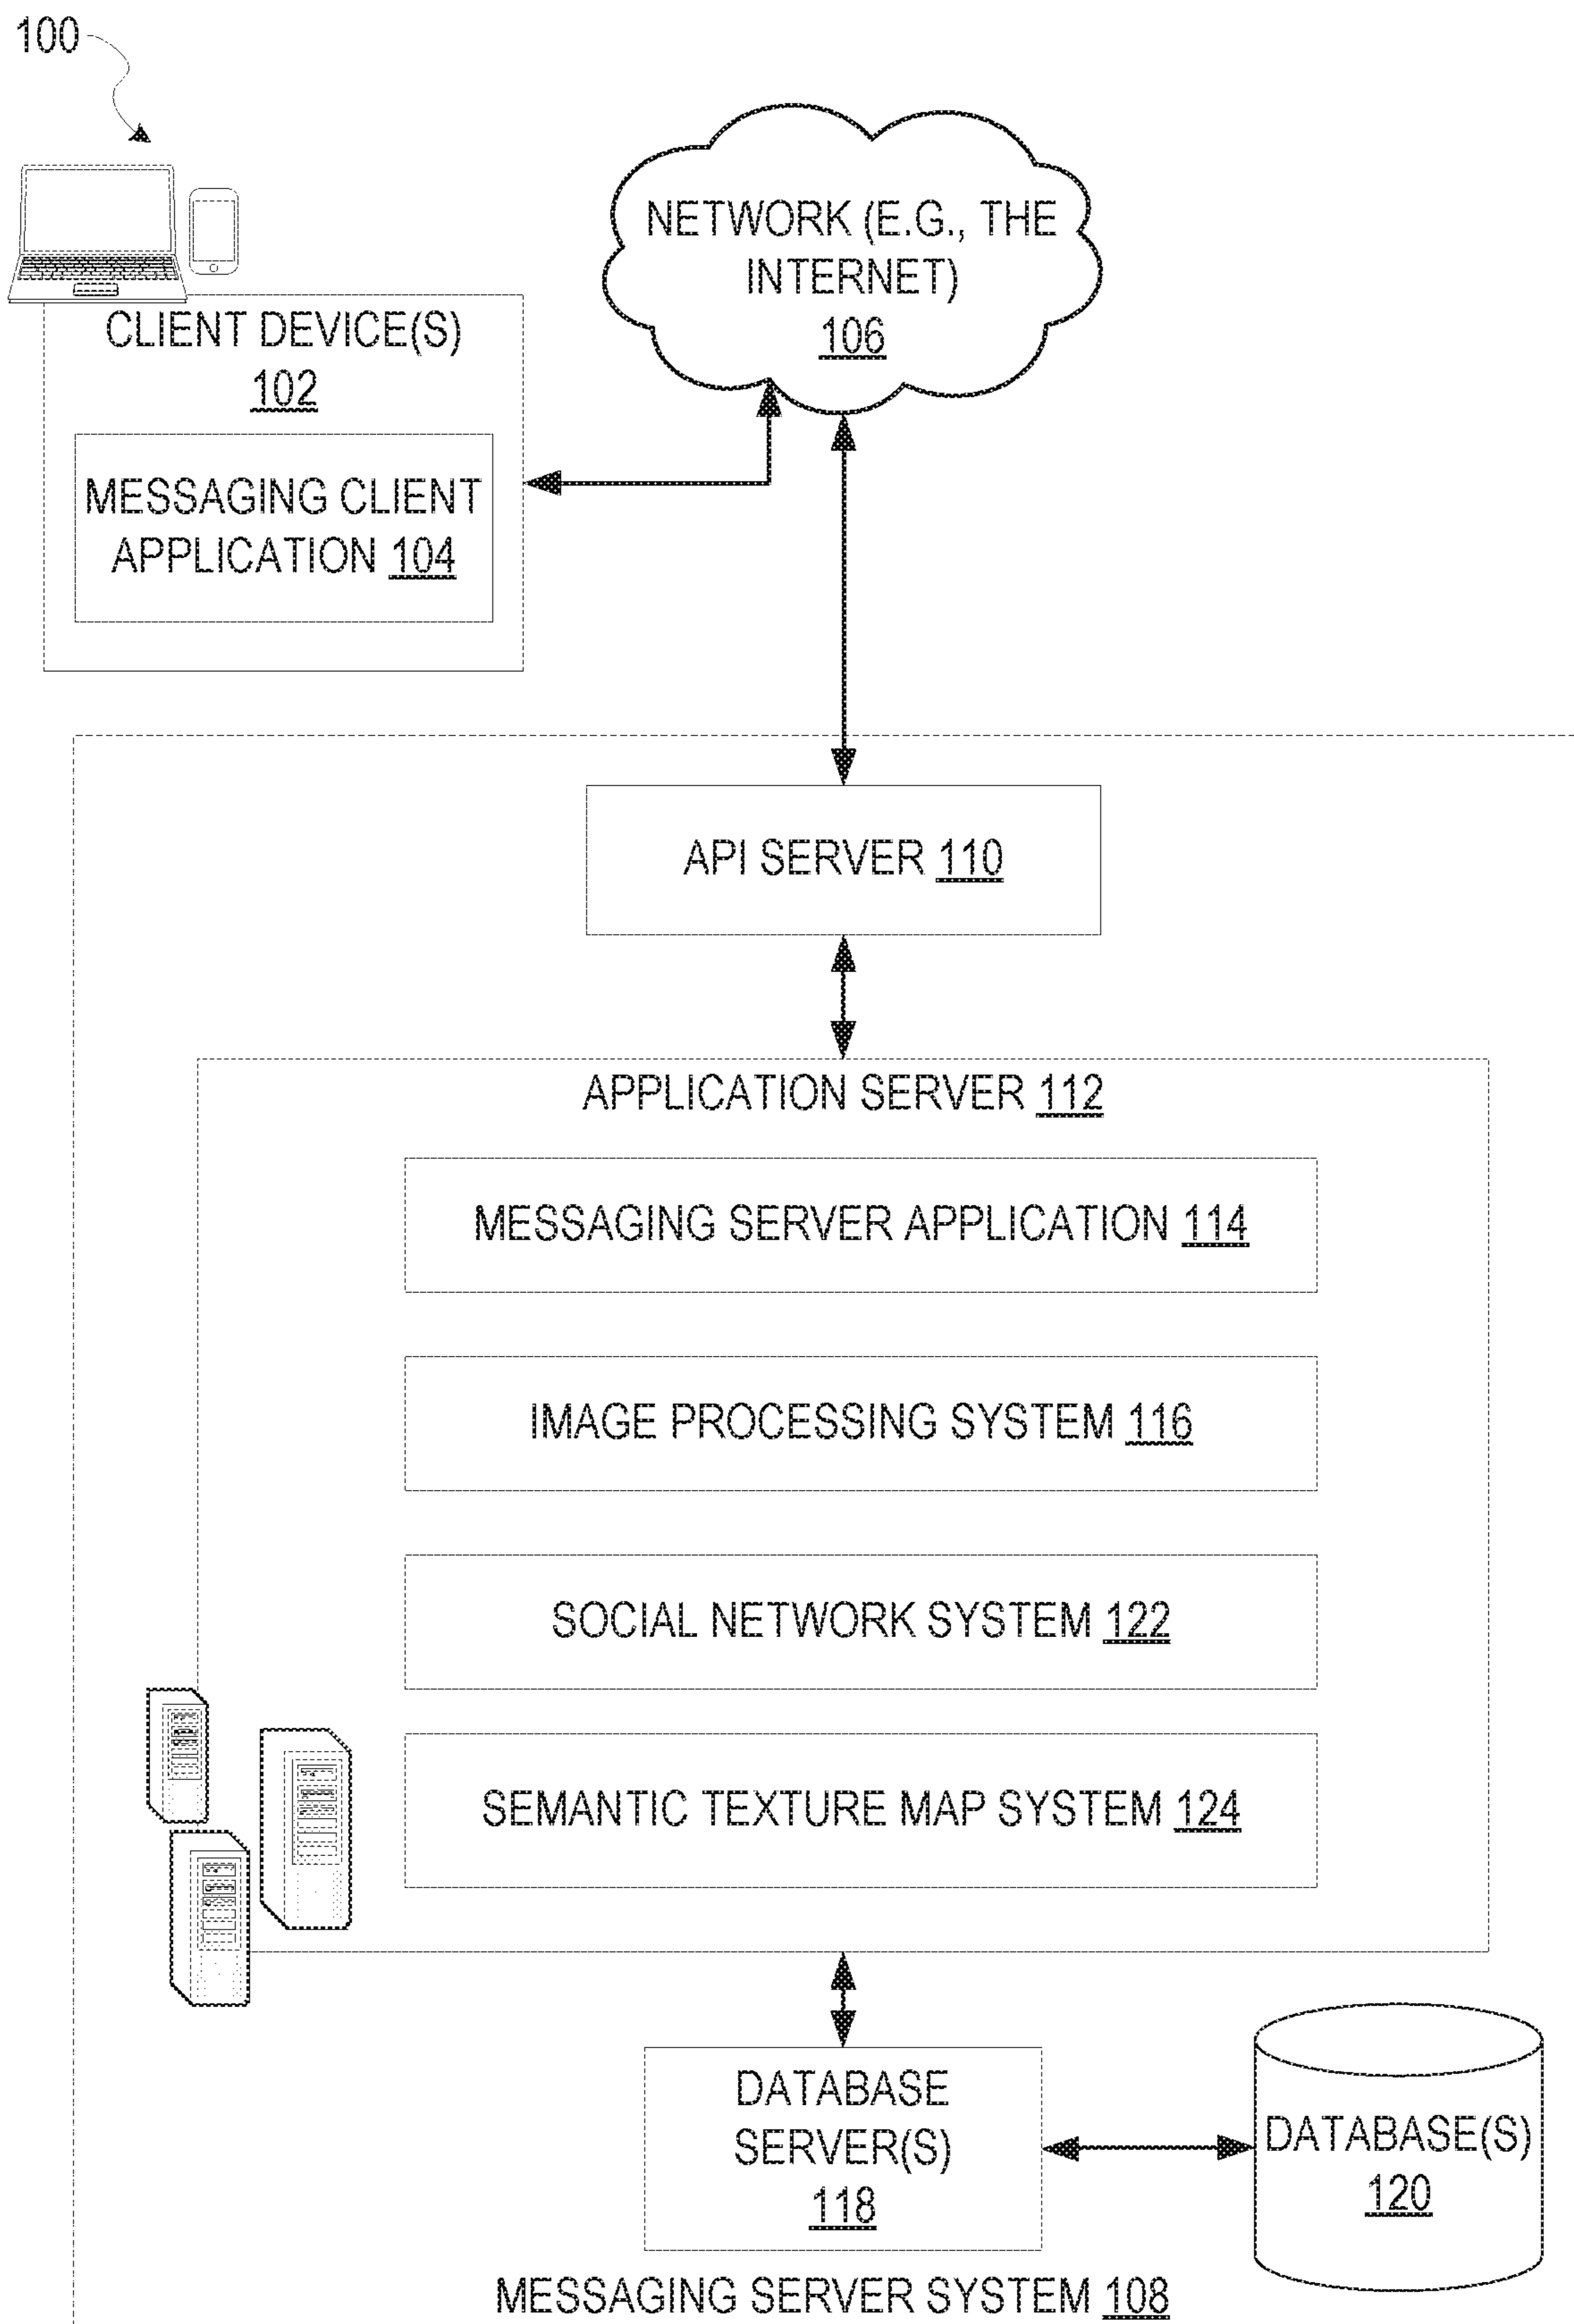 100
NETWORK (E.G., THE
INTERNET)
106
CLIENT DEVICE(S)
102
MESSAGING CLIENT
APPLICATION 104
API SERVER 110
APPLICATION SERVER 112
MESSAGING SERVER APPLICATION 114
IMAGE PROCESSING SYSTEM 116
SOCIAL NETWORK SYSTEM 122
SEMANTIC TEXTURE MAP SYSTEM 124
DATABASE
SERVER(S)
118
DATABASE(S)
120
MESSAGING SERVER SYSTEM 108